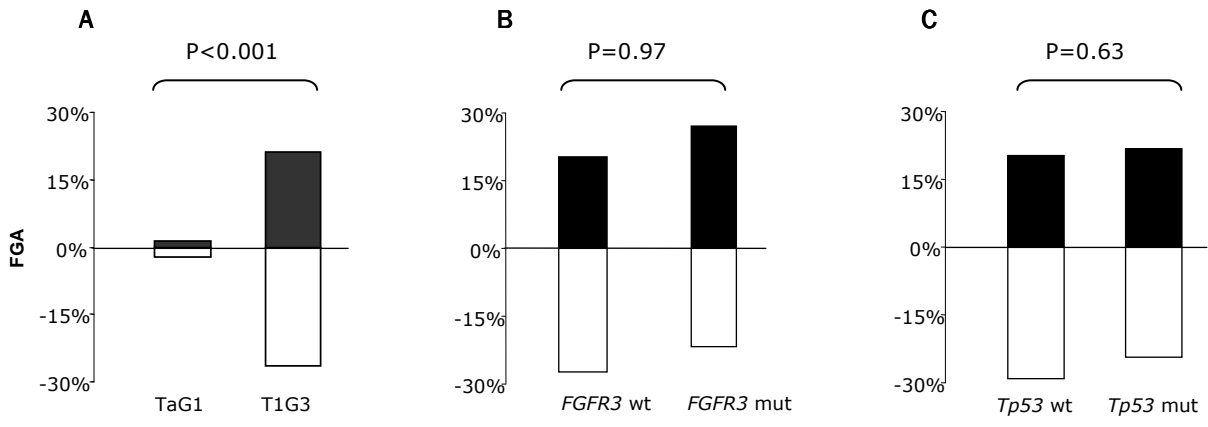 A
P<0.001
30%
15%
0%
-15%
-30%
FGA
TaG1 T1G3
B
P=0.97
30%
15%
0%
-15%
-30%
FGFR3 wt FGFR3 mut
C
P=0.63
30%
15%
0%
-15%
-30%
Tp53 wt Tp53 mut